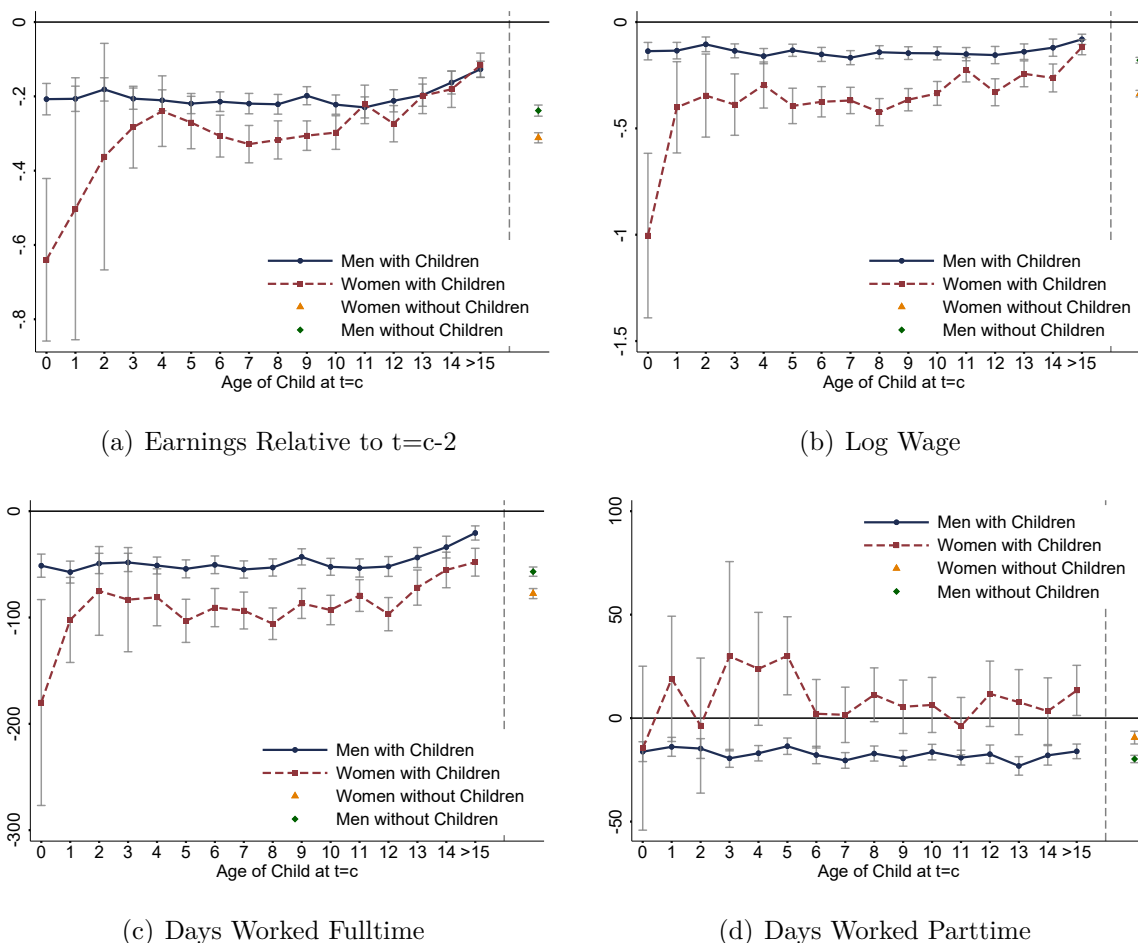 0
-.2
-.4
-.6
-.8
Men with Children
Women with Children
Women without Children
Men without Children
0 1 2 3 4 5 6 7 8 9 10 11 12 13 14 >15
Age of Child at t=c
(a) Earnings Relative to t=c-2
0
-.5
-1
-1.5
Men with Children
Women with Children
Women without Children
Men without Children
0 1 2 3 4 5 6 7 8 9 10 11 12 13 14 >15
Age of Child at t=c
(b) Log Wage
0
-100
-200
-300
Men with Children
Women with Children
Women without Children
Men without Children
0 1 2 3 4 5 6 7 8 9 10 11 12 13 14 >15
Age of Child at t=c
(c) Days Worked Fulltime
100
50
0
-50
Men with Children
Women with Children
Women without Children
Men without Children
0 1 2 3 4 5 6 7 8 9 10 11 12 13 14 >15
Age of Child at t=c
(d) Days Worked Parttime